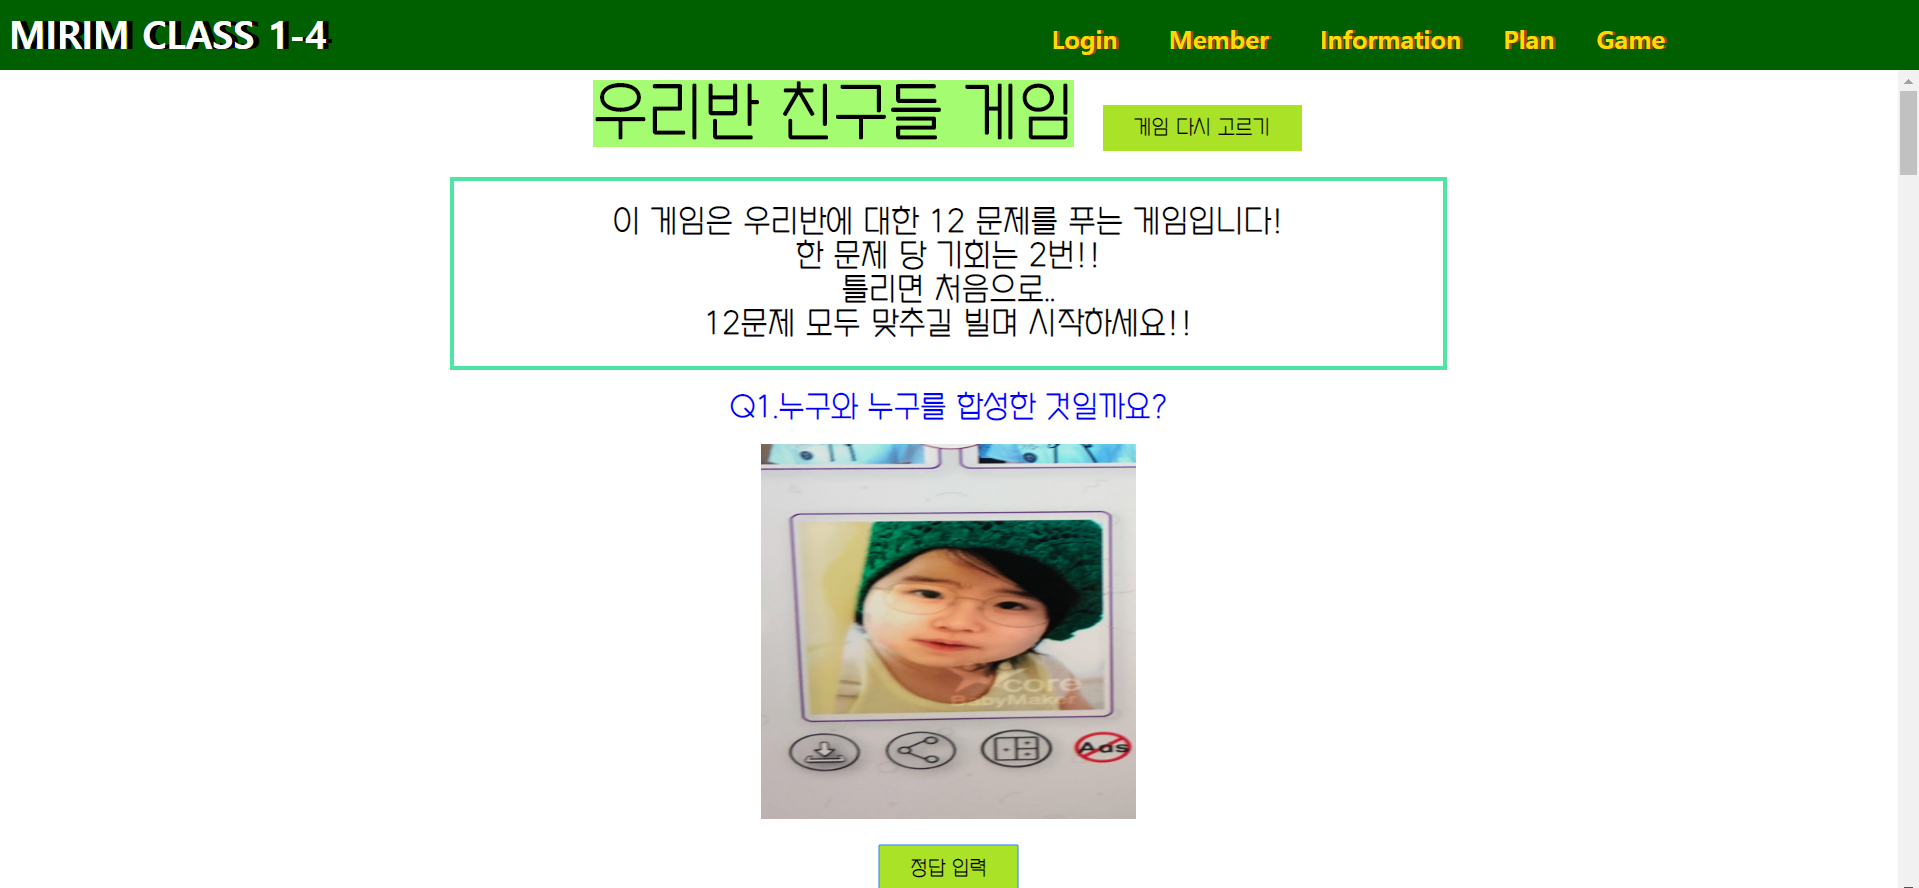 MIRIM CLASS 1-4
Login Member Information Plan Game
우리반 친구들 게임
게임 다시 고르기
이 게임은 우리반에 대한 12 문제를 푸는 게임입니다!
한 문제 당 기회는 2번!!
틀리면 처음으로..
12문제 모두 맞추길 빌며 시작하세요!!
Q1.누구와 누구를 합성한 것일까요?
core
BabyMaker
Ads
정답 입력